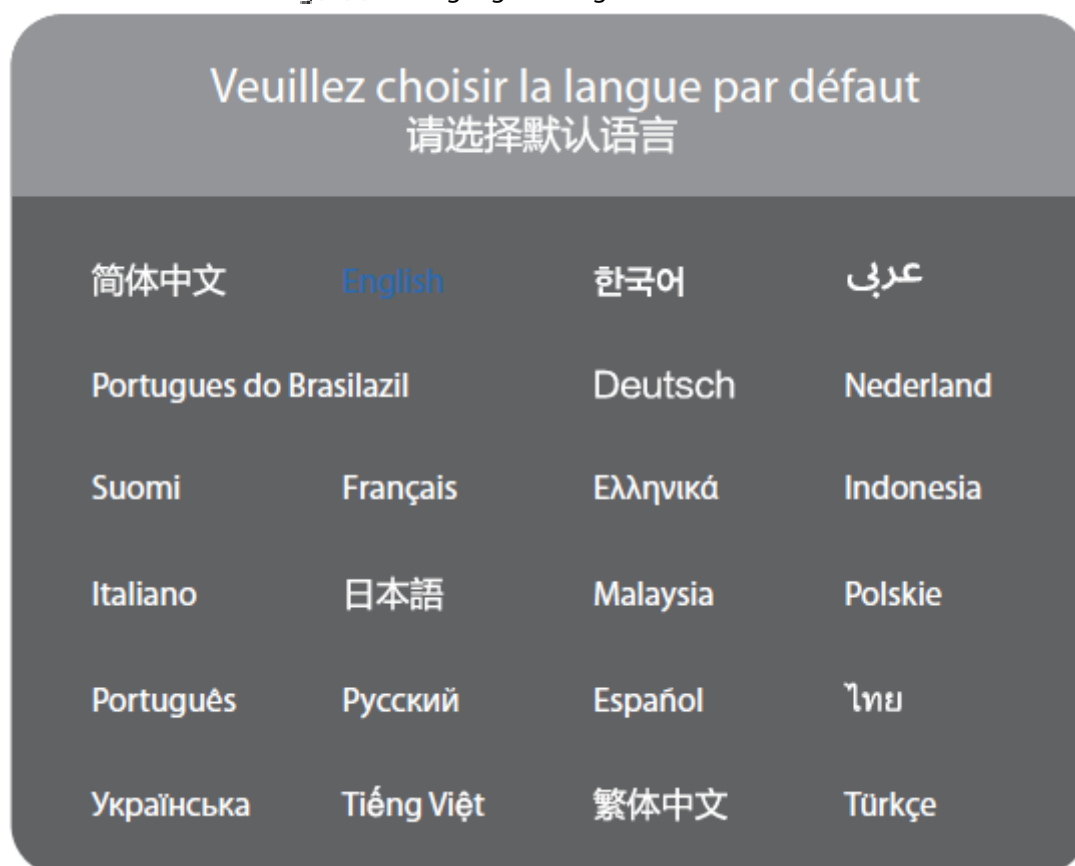 Veuillez choisir la langue par défaut
请选择默认语言
简体中文 English 한국어 عربى
Portugues do Brasilazil Deutsch Nederland
Suomi Français Ελληνικά Indonesia
Italiano 日本語 Malaysia Polskie
Português Русский Español ไทย
Українська Tiếng Việt 繁体中文 Türkçe